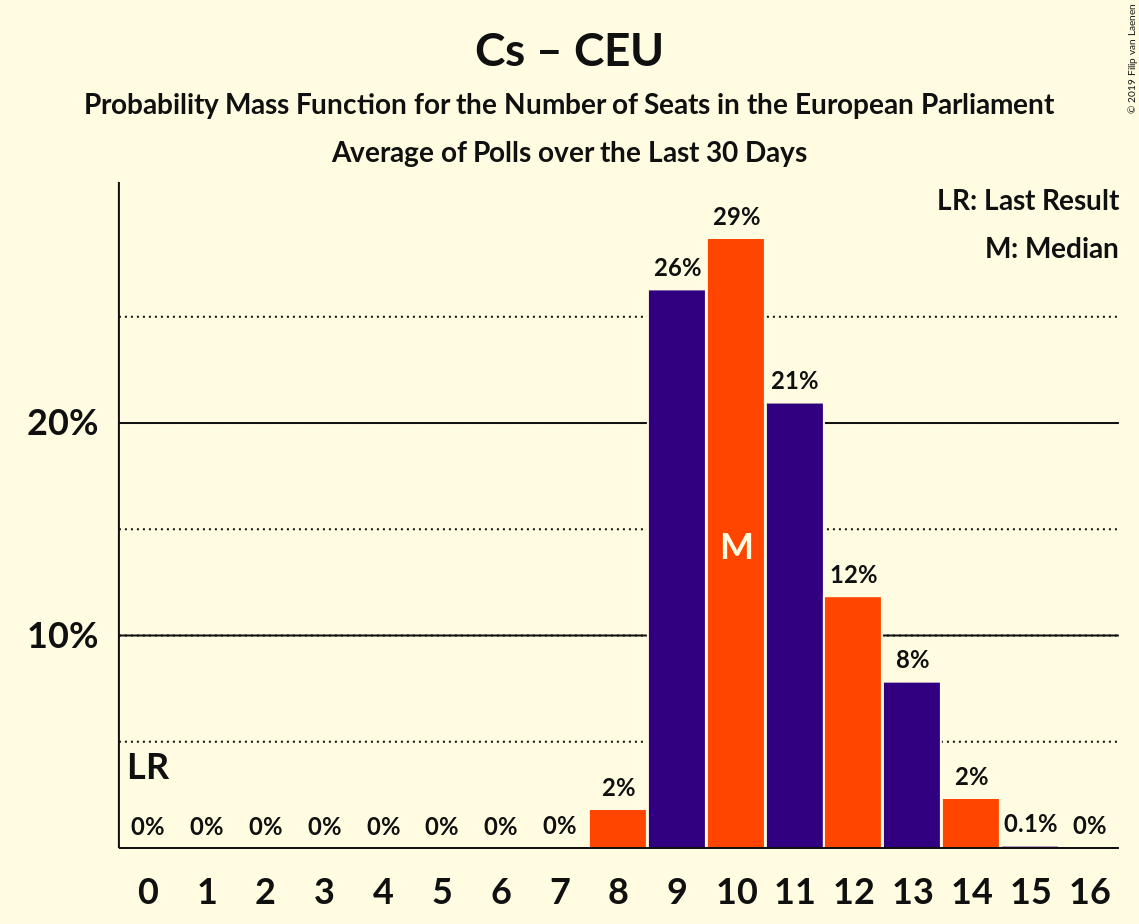 Cs – CEU
Probability Mass Function for the Number of Seats in the European Parliament
Average of Polls over the Last 30 Days
© 2019 Filip van Laenen
LR: Last Result
M: Median
20%
10%
LR
0% 0% 0% 0% 0% 0% 0% 0% 2% 26% 29% 21% 12% 8% 2% 0.1% 0%
M
0 1 2 3 4 5 6 7 8 9 10 11 12 13 14 15 16